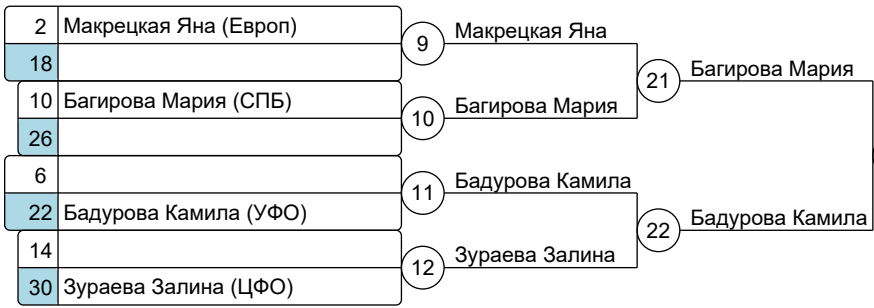 2 Макрецкая Яна (Европ)
9 Макрецкая Яна
18
21 Багирова Мария
10 Багирова Мария (СПБ)
10 Багирова Мария
26
6
11 Бадурова Камила
22 Бадурова Камила (УФО)
22 Бадурова Камила
14
12 Зураева Залина
30 Зураева Залина (ЦФО)